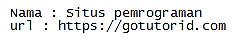 Nama : Situs pemrograman
url : https://gotutorid.com